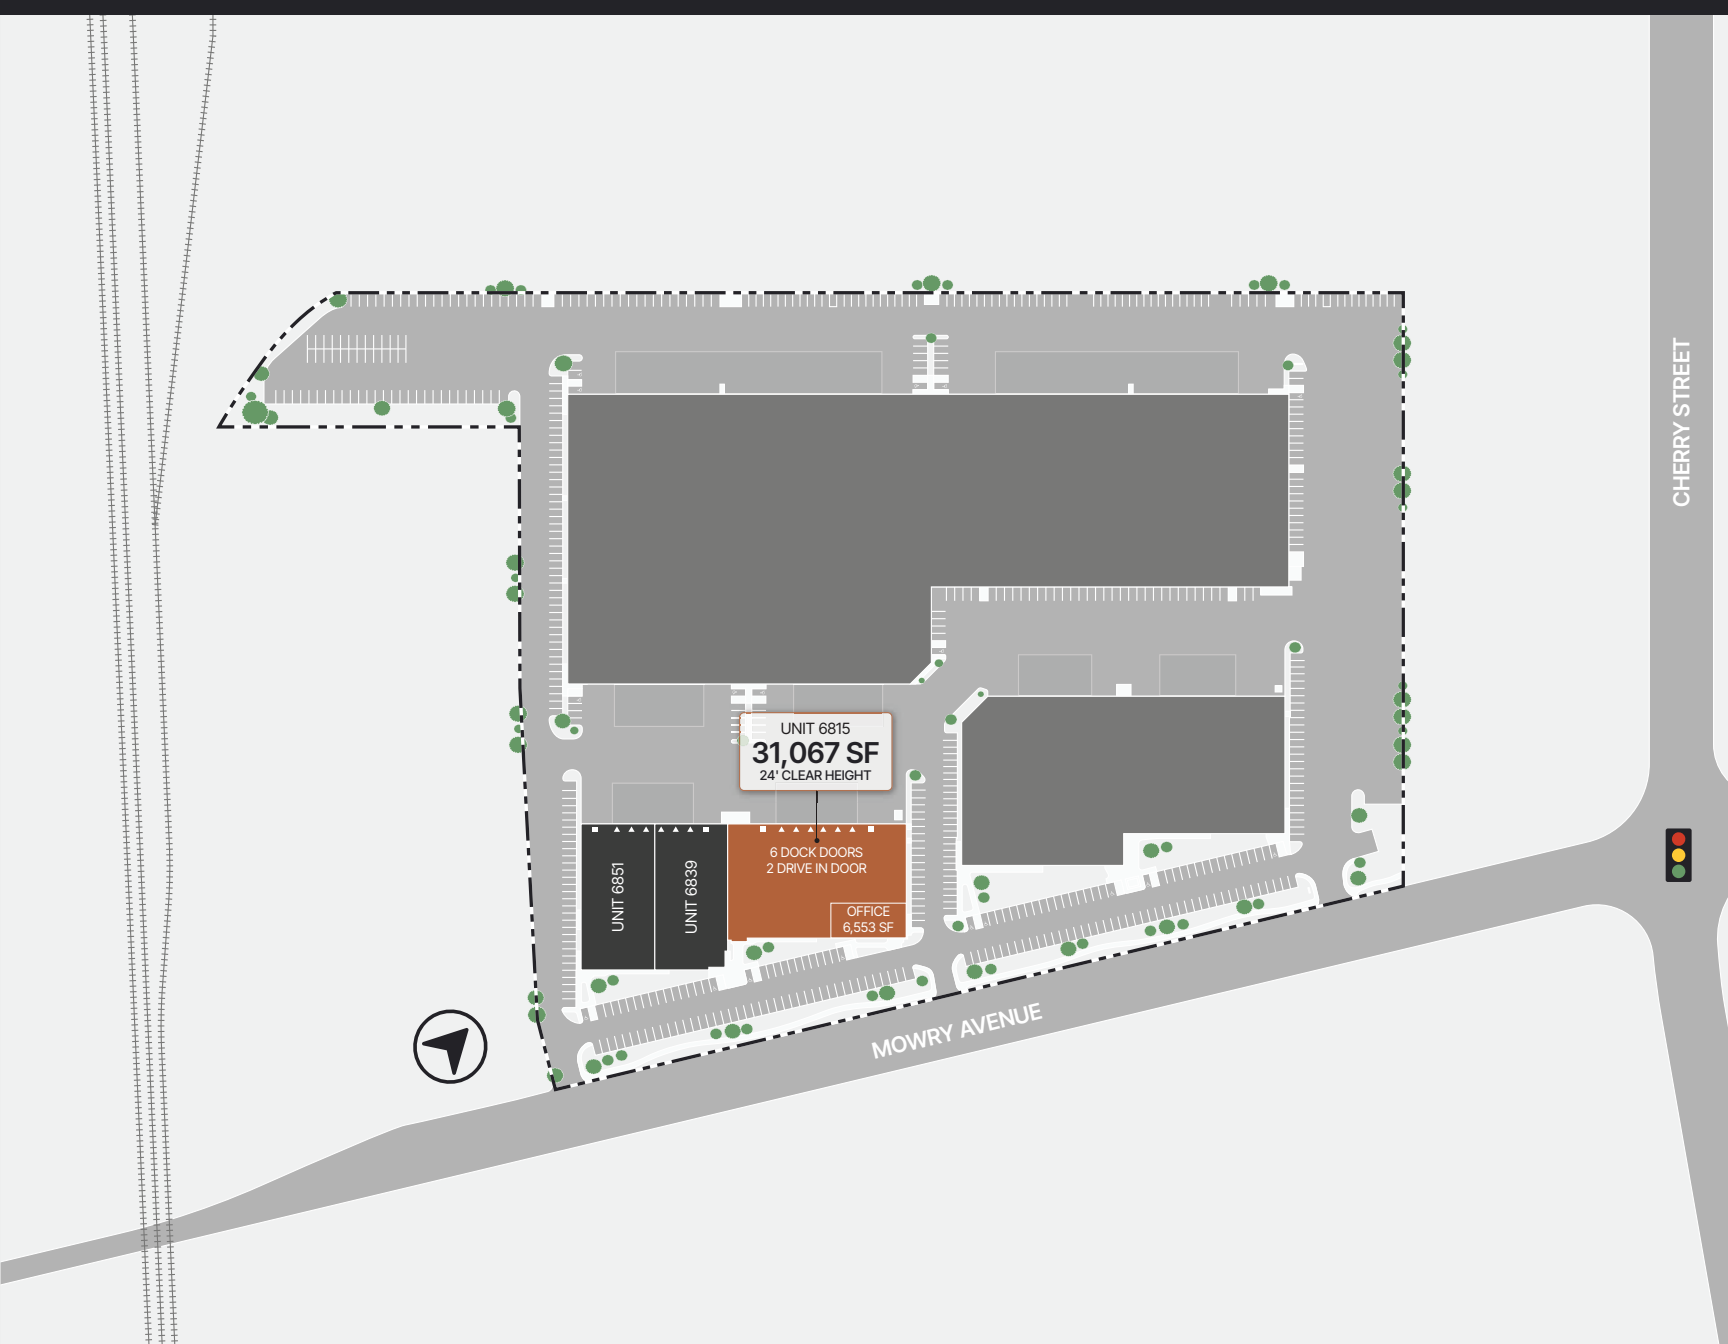 CHERRY STREET
UNIT 6815
31,067 SF
24' CLEAR HEIGHT
6 DOCK DOORS
2 DRIVE IN DOOR
UNIT 6851
UNIT 6839
OFFICE
6,553 SF
MOWRY AVENUE